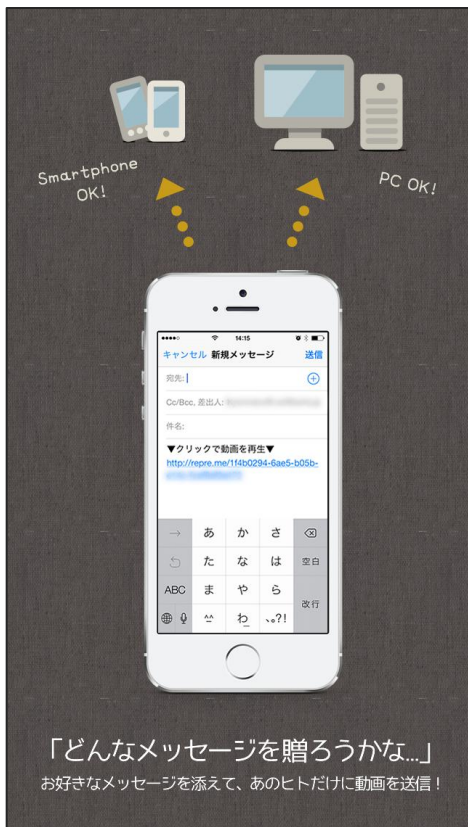 Smartphone
OK!
PC OK!
14:15
キャンセル 新規メッセージ 送信
宛先:
Cc/Bcc, 差出人:
件名:
▼クリックで動画を再生▼
http://repre.me/1f4b0294-6ae5-b05b-
→ あ か さ
た な は 空白
ABC ま や ら
改行
^^ わ_ 、。?!
「どんなメッセージを贈ろうかな...」
お好きなメッセージを添えて、あのヒトだけに動画を送信！